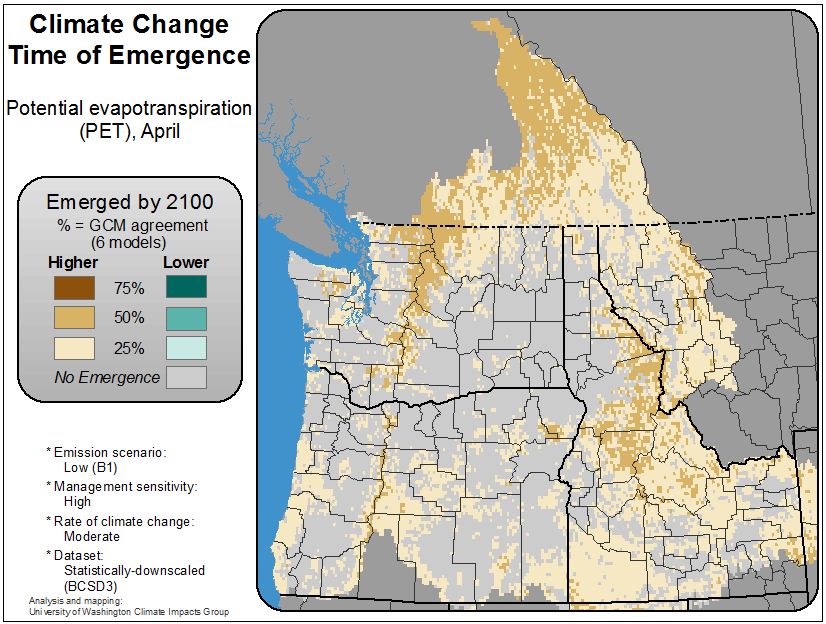 Climate Change
Time of Emergence
Potential evapotranspiration
(PET), April
Emerged by 2100
% = GCM agreement
(6 models)
Higher Lower
75%
50%
25%
No Emergence
* Emission scenario:
Low (B1)
* Management sensitivity:
High
* Rate of climate change:
Moderate
* Dataset:
Statistically-downscaled
(BCSD3)
Analysis and mapping:
University of Washington Climate Impacts Group